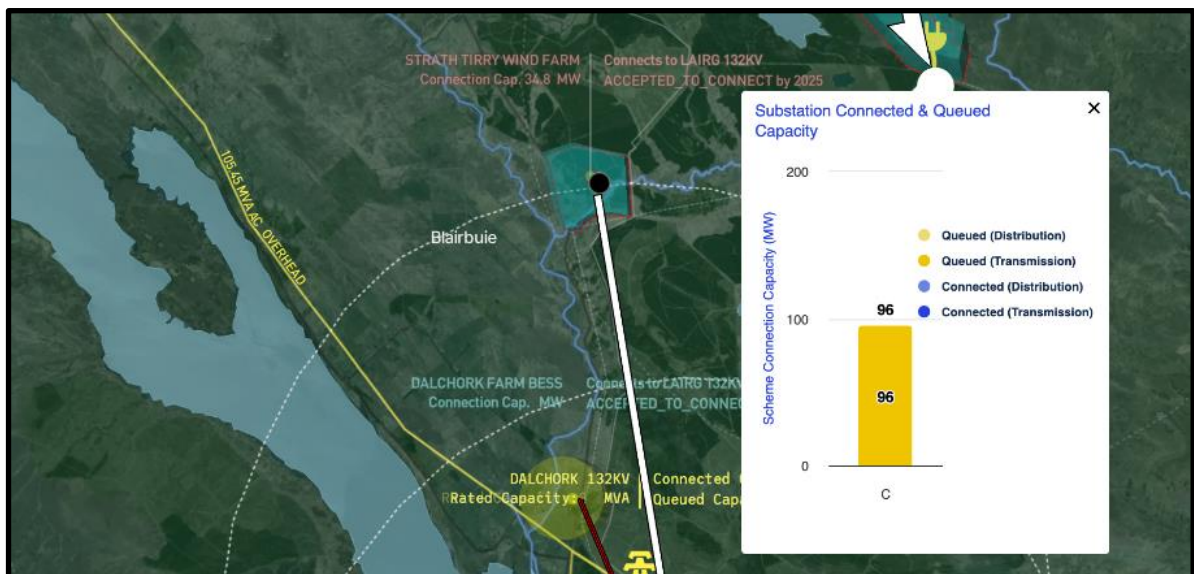 STRATH TIRRY WIND FARM | Connects to LAIRG 132KV
Connection Cap. 34.8 MW | ACCEPTED_TO_CONNECT by 2025
105.45 MVA AC OVERHEAD
Blairbuie
DALCHORK FARM BESS | Connects to LAIRG 132KV
Connection Cap. MW | ACCEPTED_TO_CONNEC
DALCHORK 132KV | Connected
Rated Capacity: MVA | Queued Capa
Substation Connected & Queued
Capacity
×
Scheme Connection Capacity (MW)
200
100
0
96
96
C
Queued (Distribution)
Queued (Transmission)
Connected (Distribution)
Connected (Transmission)